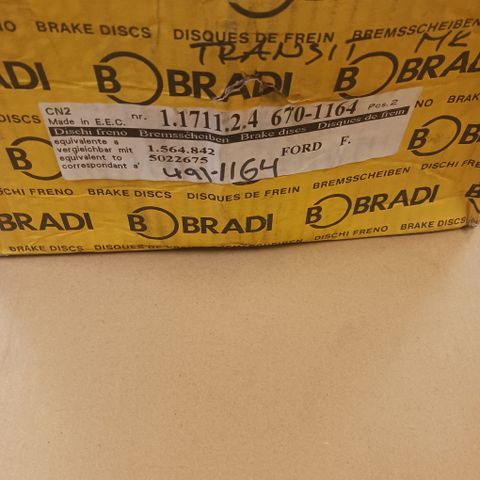 FRENO BRAKE DISCS DISQUES DE FREIN BREMSSCHEIBEN
TRANSIT MK
BRADI BRADI
CN2
Made in E.E.C. nr. 1.1711.2.4 670-1164 Pos.2
Dischi freno Bremsscheiben Brake discs Disques de frein
equivalente a
vergleichbar mit 1.564.842 FORD F.
equivalent to 5022675
correspondant a'
491-1164
DISCHI FRENO BRAKE DISCS DISQUES DE FREIN BREMSSCHEIBEN
BRADI BRADI BRADI
BRAKE DISCS DISQUES DE FREIN BREMSSCHEIBEN DISCHI FRENO BRAKE DISCS